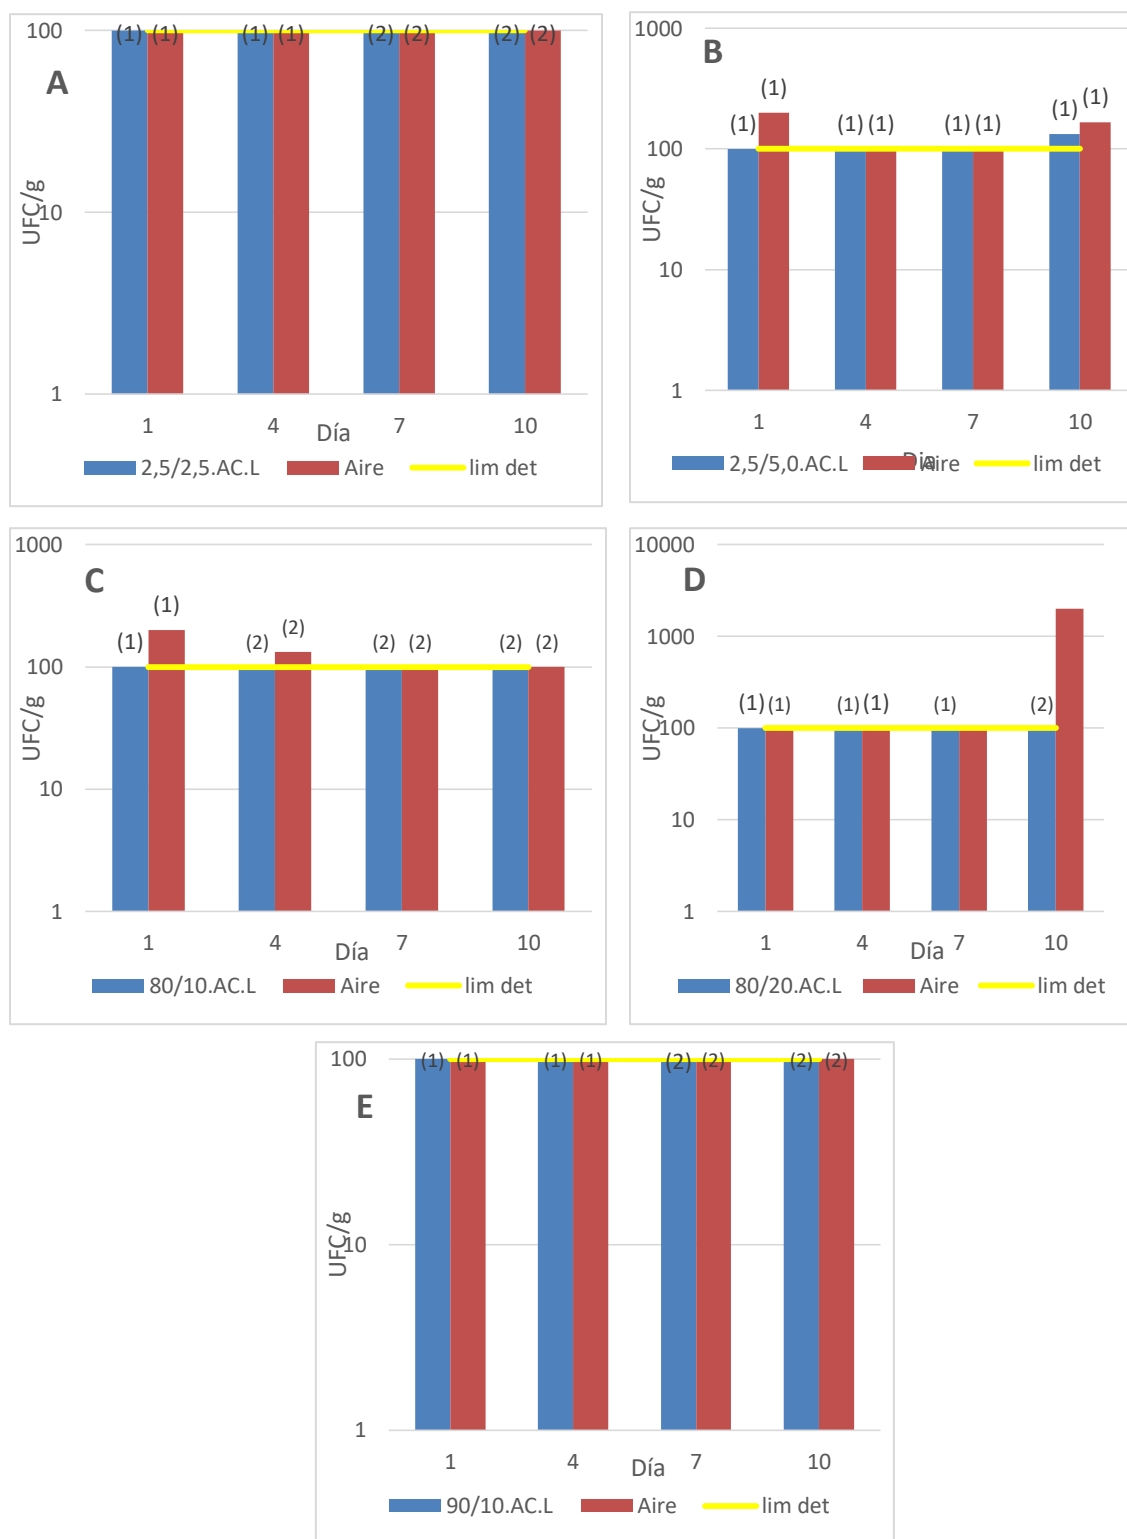 A
UFC/g
100
10
1
(1) (1) (1) (1) (2) (2) (2) (2)
1 4 7 10
Día
2,5/2,5.AC.L Aire lim det
B
UFC/g
1000
100
10
1
(1) (1) (1) (1) (1) (1) (1) (1)
1 4 7 10
Día
2,5/5,0.AC.L Aire lim det
C
UFC/g
1000
100
10
1
(1) (1) (2) (2) (2) (2) (2) (2)
1 4 7 10
Día
80/10.AC.L Aire lim det
D
UFC/g
10000
1000
100
10
1
(1) (1) (1) (1) (1) (2)
1 4 7 10
Día
80/20.AC.L Aire lim det
E
UFC/g
100
10
1
(1) (1) (1) (1) (2) (2) (2) (2)
1 4 7 10
Día
90/10.AC.L Aire lim det